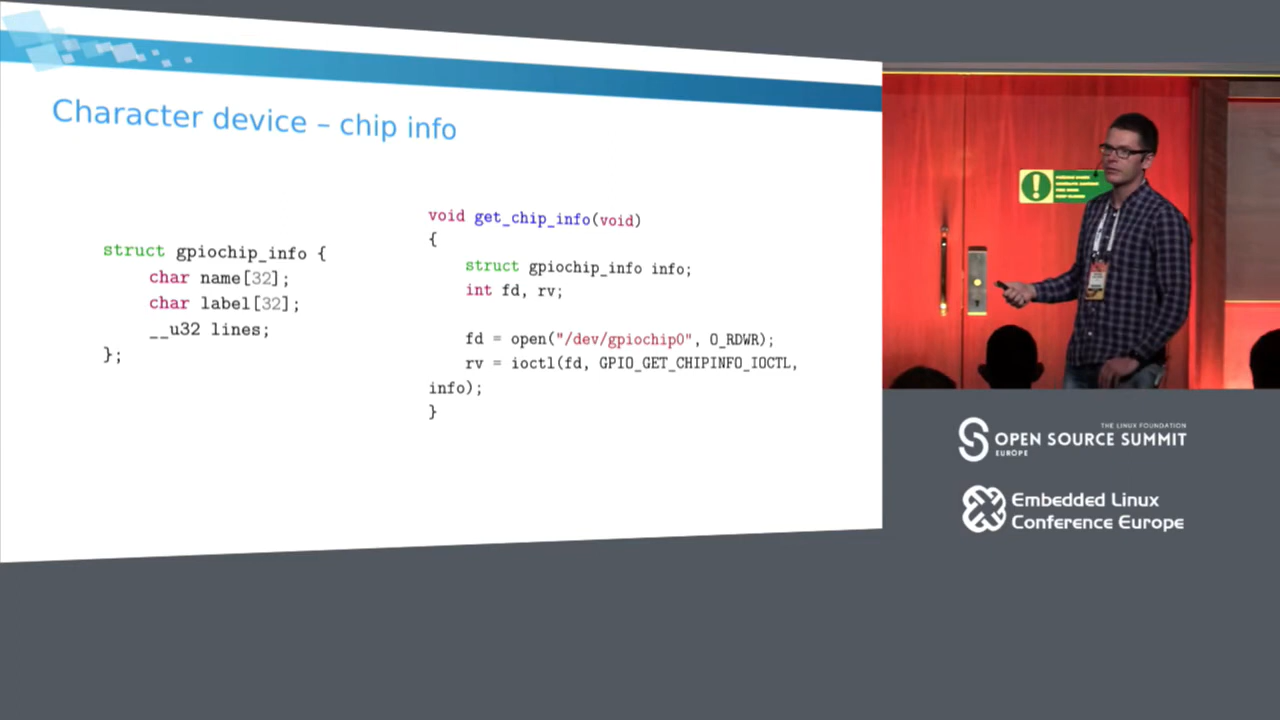 Character device – chip info
struct gpiochip_info {
char name[32];
char label[32];
__u32 lines;
};
void get_chip_info(void)
{
struct gpiochip_info info;
int fd, rv;
fd = open("/dev/gpiochip0", O_RDWR);
rv = ioctl(fd, GPIO_GET_CHIPINFO_IOCTL,
info);
}
THE LINUX FOUNDATION
OPEN SOURCE SUMMIT
EUROPE
Embedded Linux
Conference Europe